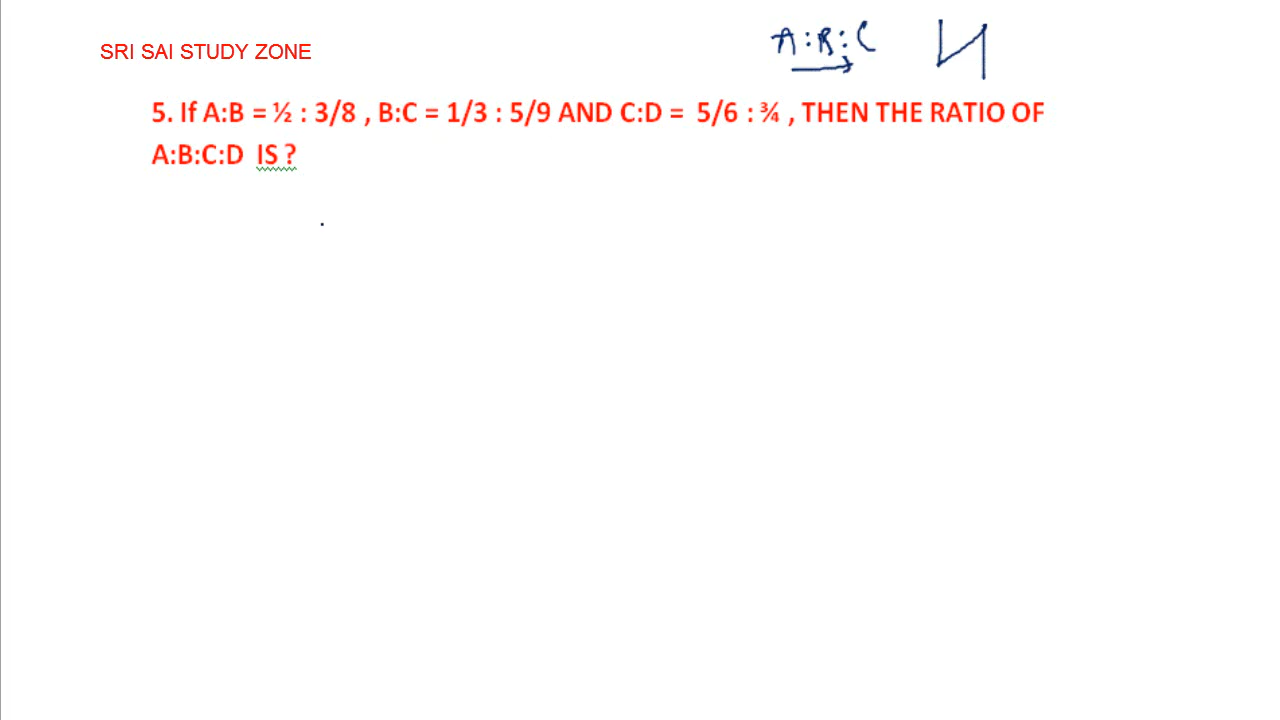 SRI SAI STUDY ZONE
A:B:C
5. If A:B = ½ : 3/8 , B:C = 1/3 : 5/9 AND C:D = 5/6 : ¾ , THEN THE RATIO OF
A:B:C:D IS ?